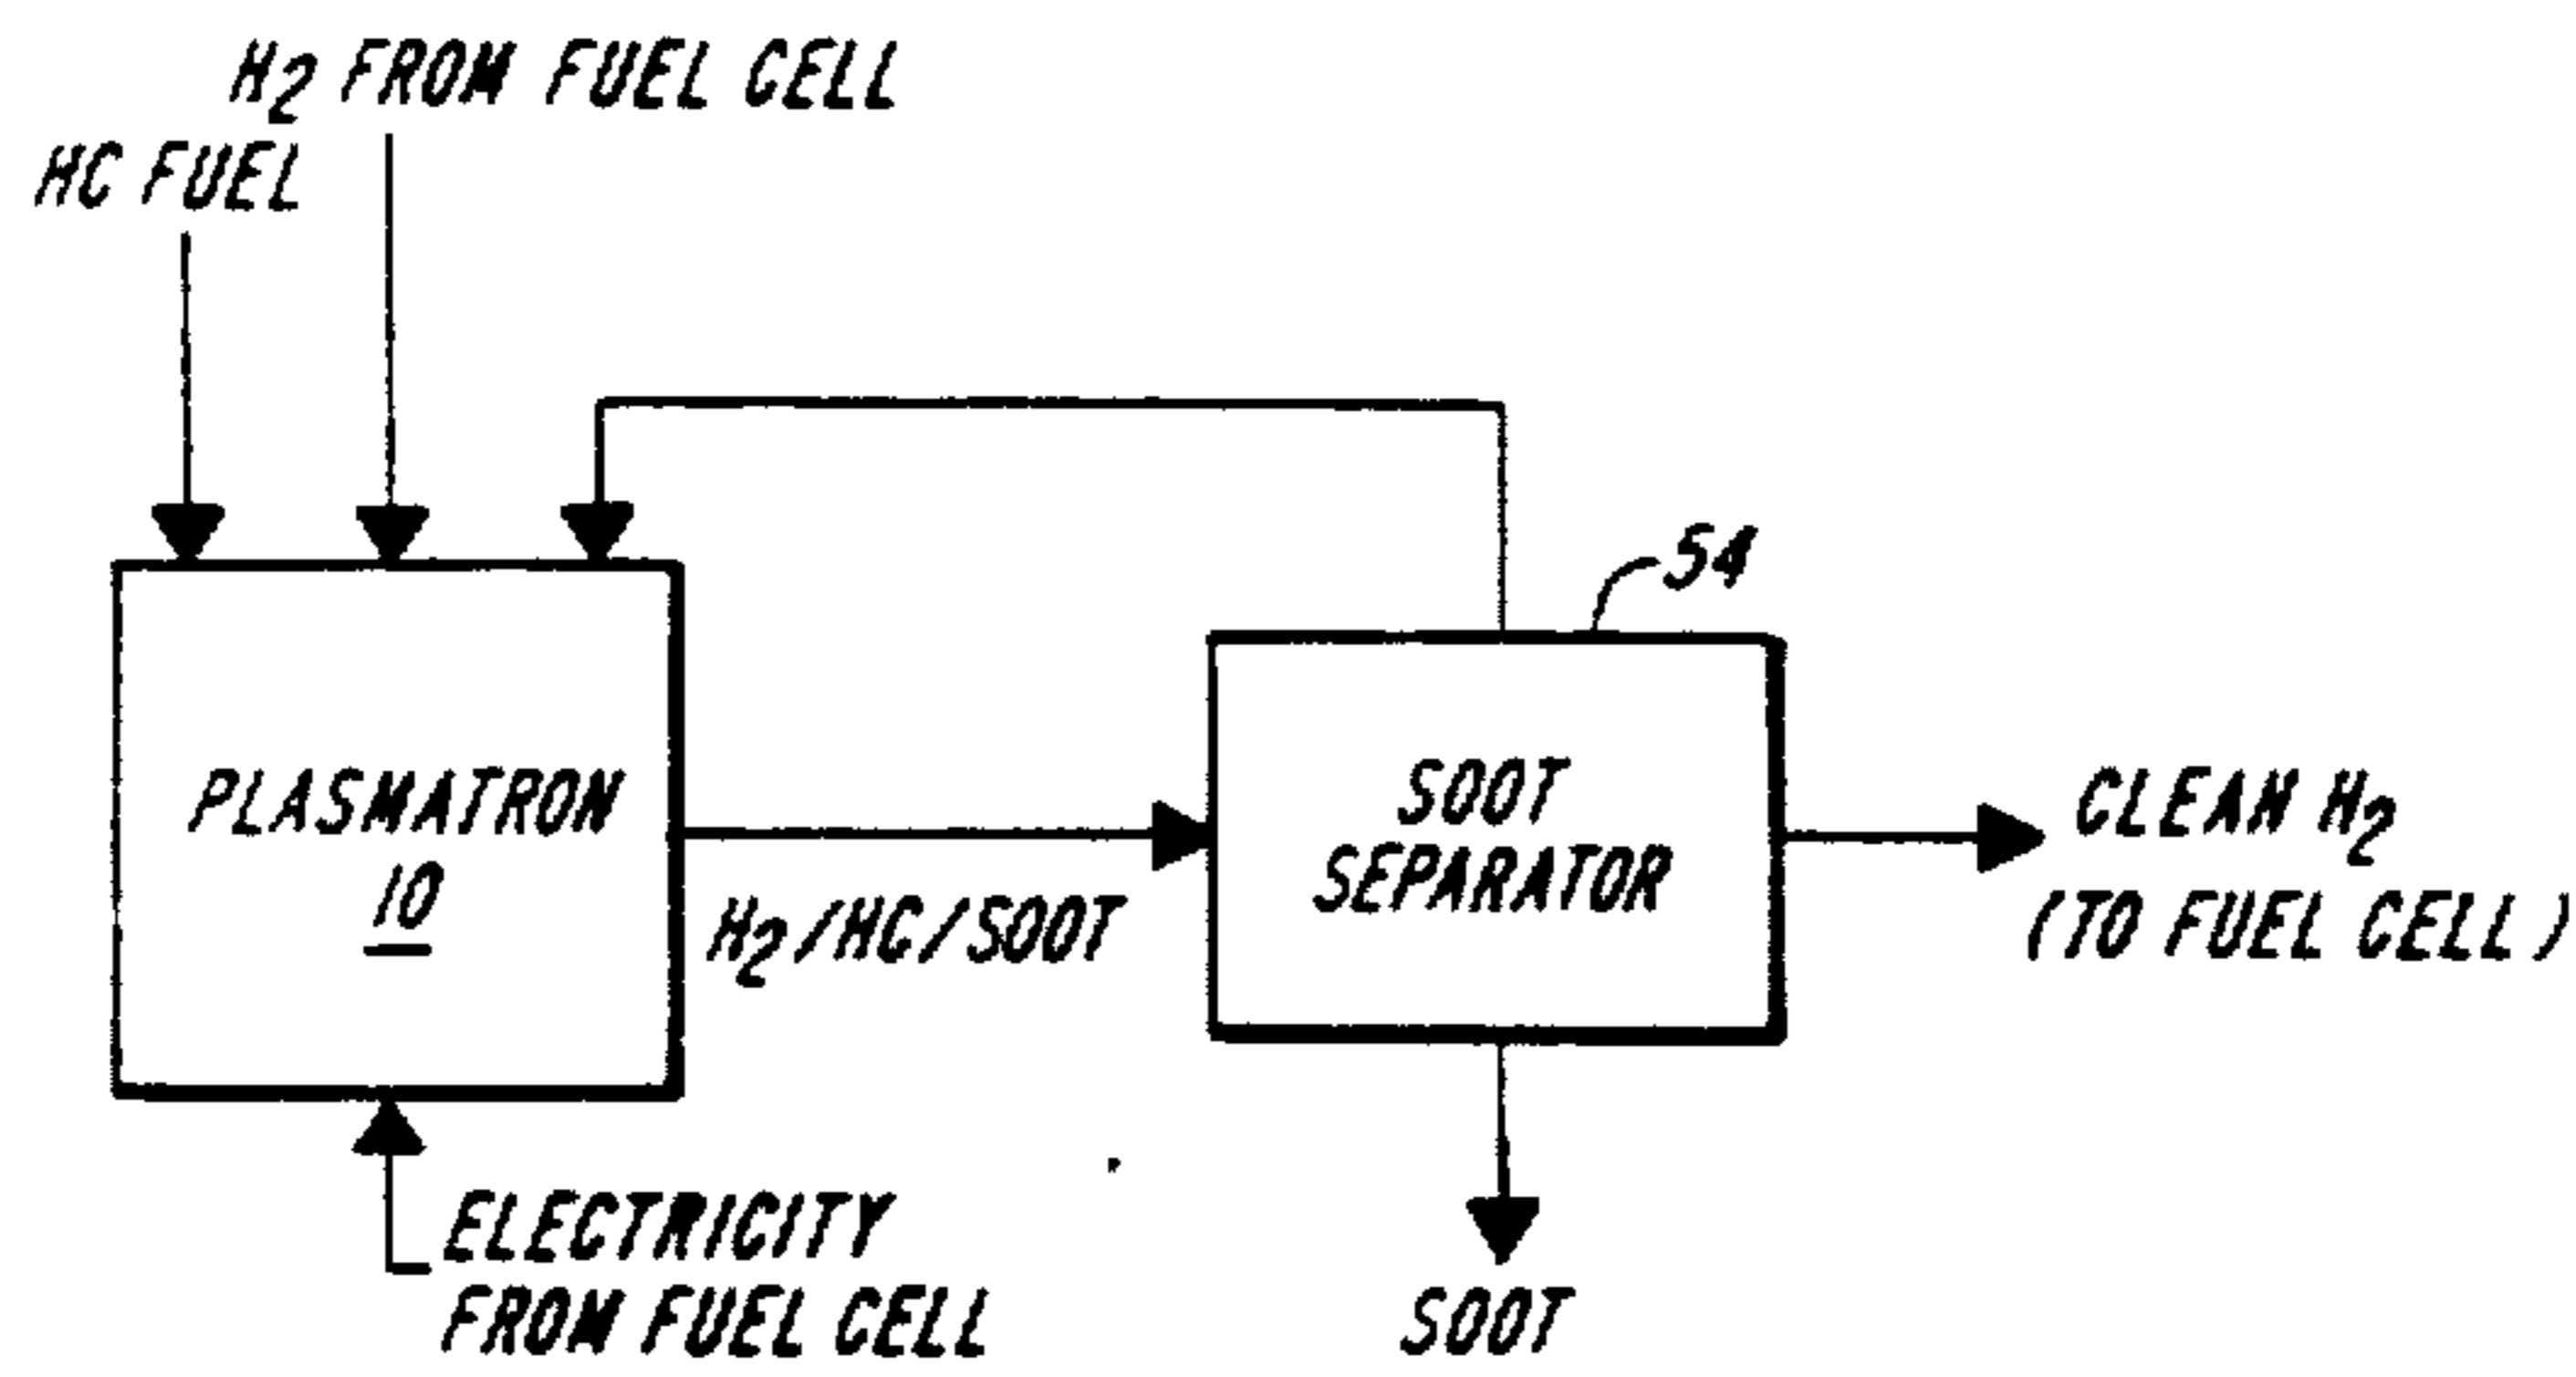 H2 FROM FUEL CELL
HC FUEL
54
PLASMATRON
10
H2/HC/SOOT
SOOT
SEPARATOR
CLEAN H2
(TO FUEL CELL)
ELECTRICITY
FROM FUEL CELL
SOOT